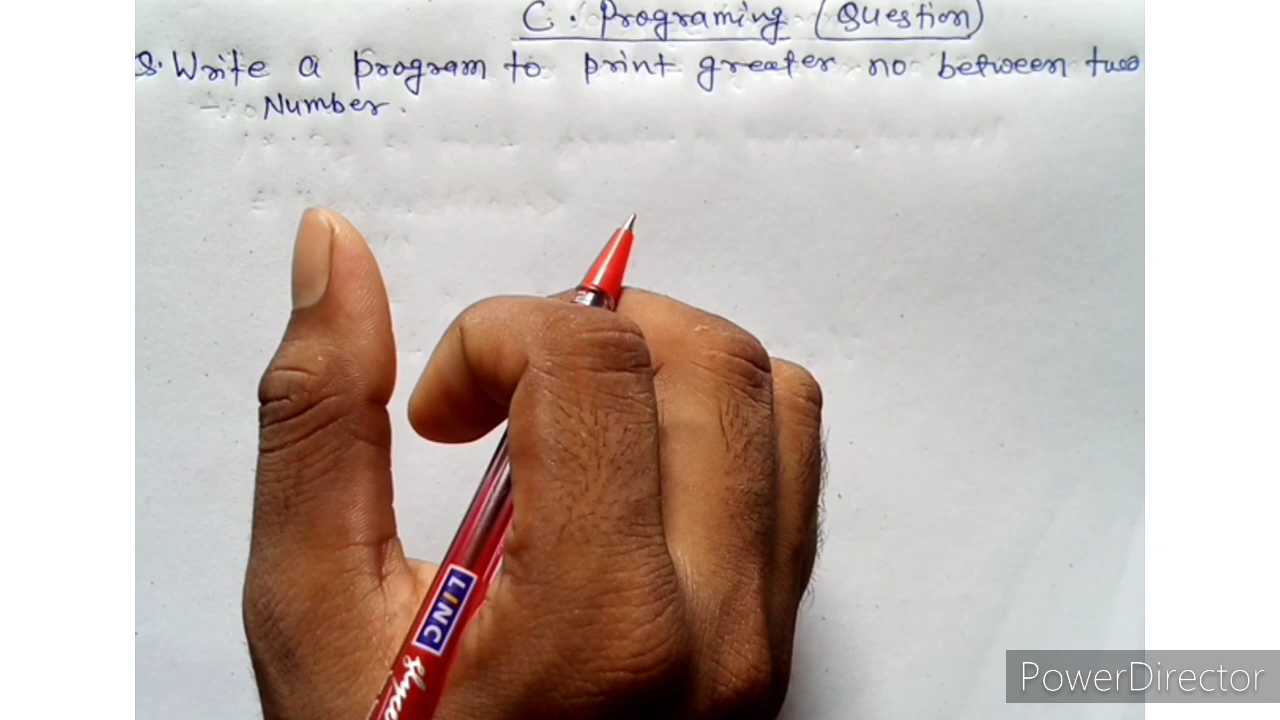 C. Programing (Question)
Q. Write a program to print greater no between two
Number.
LINC
PowerDirector